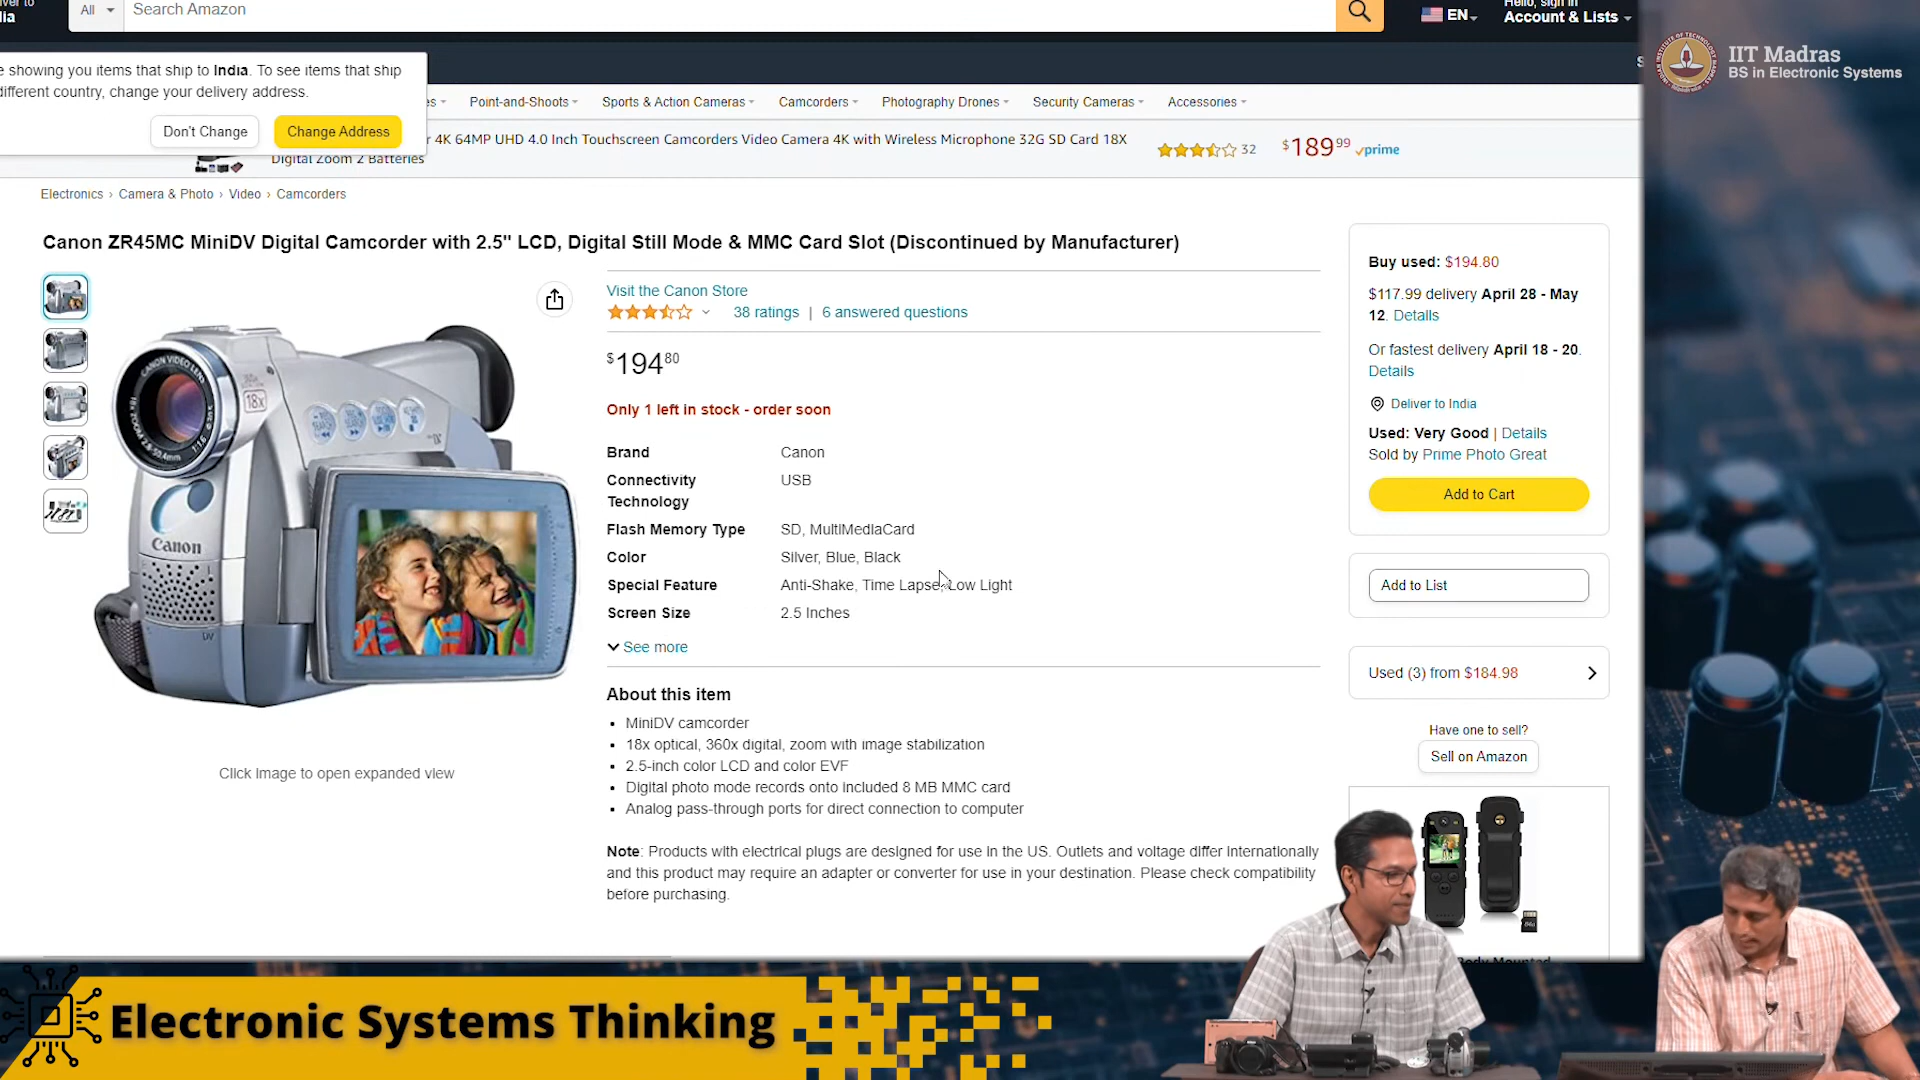 All
Search Amazon
EN
Hello, sign in
Account & Lists
IIT Madras
BS in Electronic Systems
showing you items that ship to India. To see items that ship
different country, change your delivery address.
Don't Change
Change Address
Point-and-Shoots
Sports & Action Cameras
Camcorders
Photography Drones
Security Cameras
Accessories
4K 64MP UHD 4.0 Inch Touchscreen Camcorders Video Camera 4K with Wireless Microphone 32G SD Card 18X
Digital Zoom 2 Batteries
32
$189 99
prime
Electronics › Camera & Photo › Video › Camcorders
Canon ZR45MC MiniDV Digital Camcorder with 2.5" LCD, Digital Still Mode & MMC Card Slot (Discontinued by Manufacturer)
CANON VIDEO LENS
18x
Canon
DV
Click image to open expanded view
Visit the Canon Store
38 ratings | 6 answered questions
$194 80
Only 1 left in stock - order soon
Brand Canon
Connectivity Technology USB
Flash Memory Type SD, MultiMediaCard
Color Silver, Blue, Black
Special Feature Anti-Shake, Time Lapse, Low Light
Screen Size 2.5 Inches
See more
About this item
MiniDV camcorder
18x optical, 360x digital, zoom with image stabilization
2.5-inch color LCD and color EVF
Digital photo mode records onto included 8 MB MMC card
Analog pass-through ports for direct connection to computer
Note: Products with electrical plugs are designed for use in the US. Outlets and voltage differ internationally
and this product may require an adapter or converter for use in your destination. Please check compatibility
before purchasing.
Buy used: $194.80
$117.99 delivery April 28 - May
12. Details
Or fastest delivery April 18 - 20.
Details
Deliver to India
Used: Very Good | Details
Sold by Prime Photo Great
Add to Cart
Add to List
Used (3) from $184.98
Have one to sell?
Sell on Amazon
Body Mounted
Electronic Systems Thinking